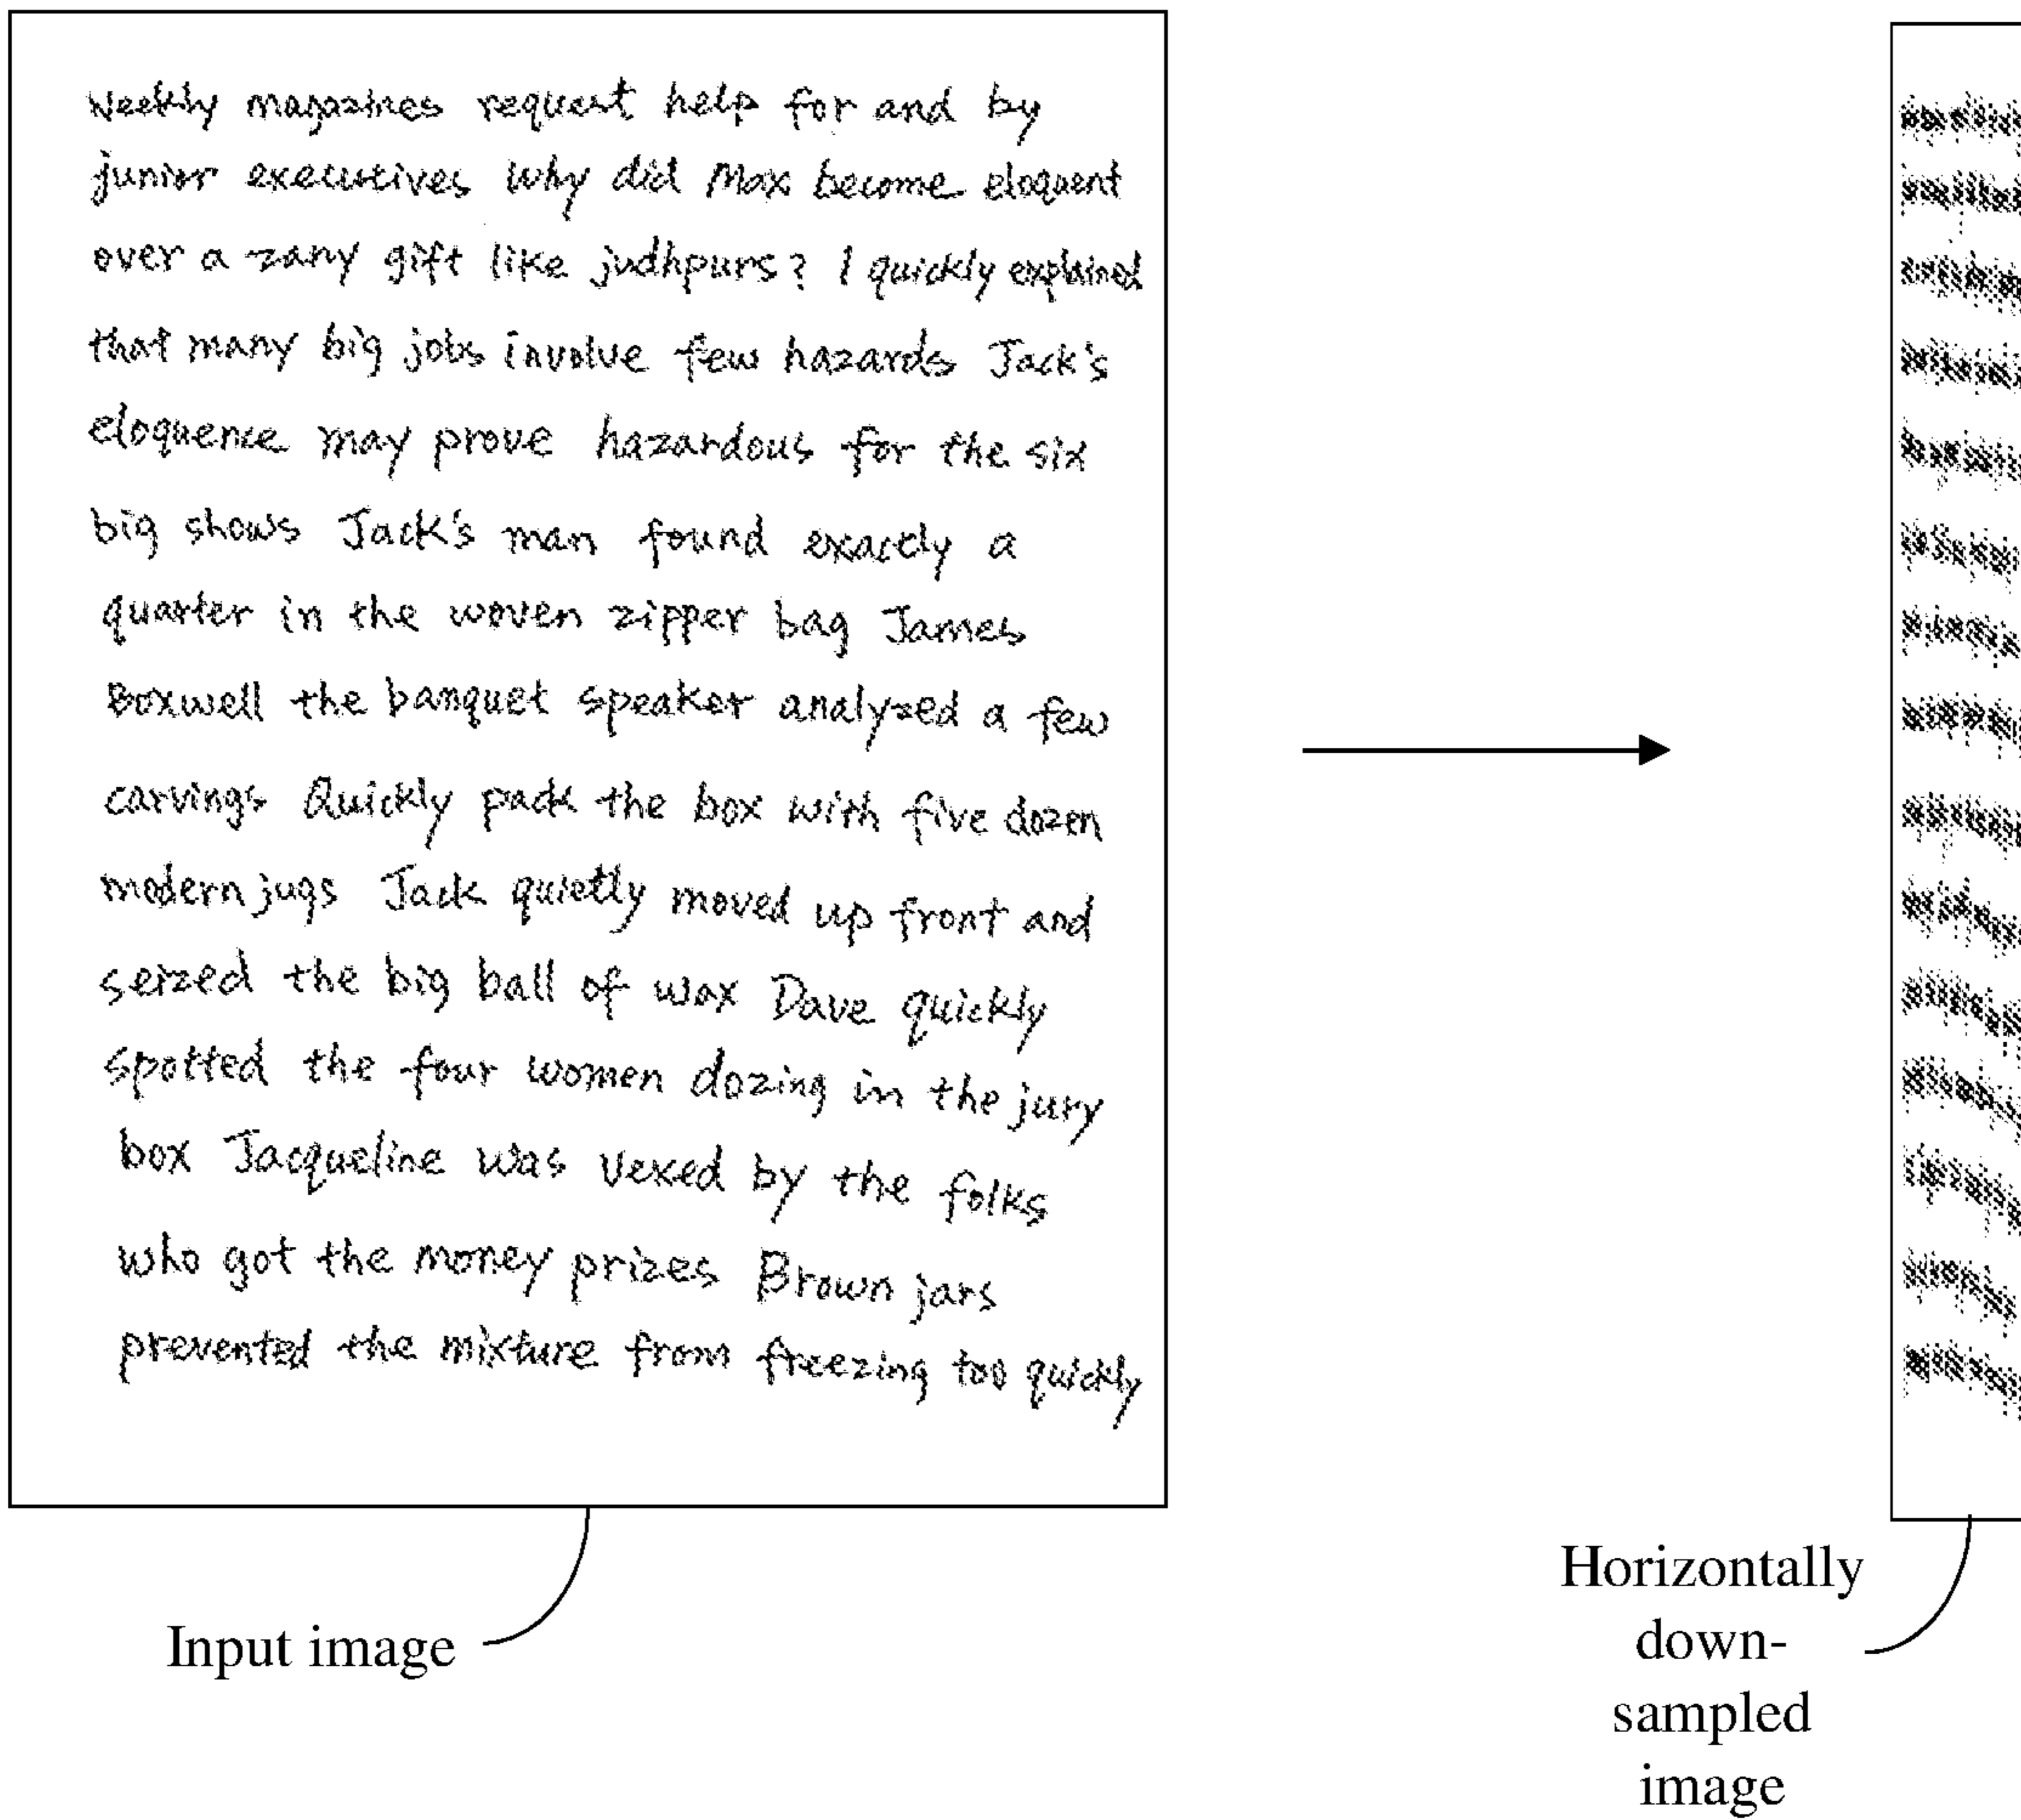 Weekly magazines request help for and by
junior executives Why did Max become eloquent
over a zany gift like jodhpurs? I quickly explained
that many big jobs involve few hazards Jack's
eloquence may prove hazardous for the six
big shows Jack's man found exactly a
quarter in the woven zipper bag James
Boxwell the banquet speaker analyzed a few
carvings Quickly pack the box with five dozen
modern jugs Jack quietly moved up front and
seized the big ball of wax Dave quickly
spotted the four women dozing in the jury
box Jacqueline was vexed by the folks
who got the money prizes Brown jars
prevented the mixture from freezing too quickly
Input image
Horizontally
down-
sampled
image